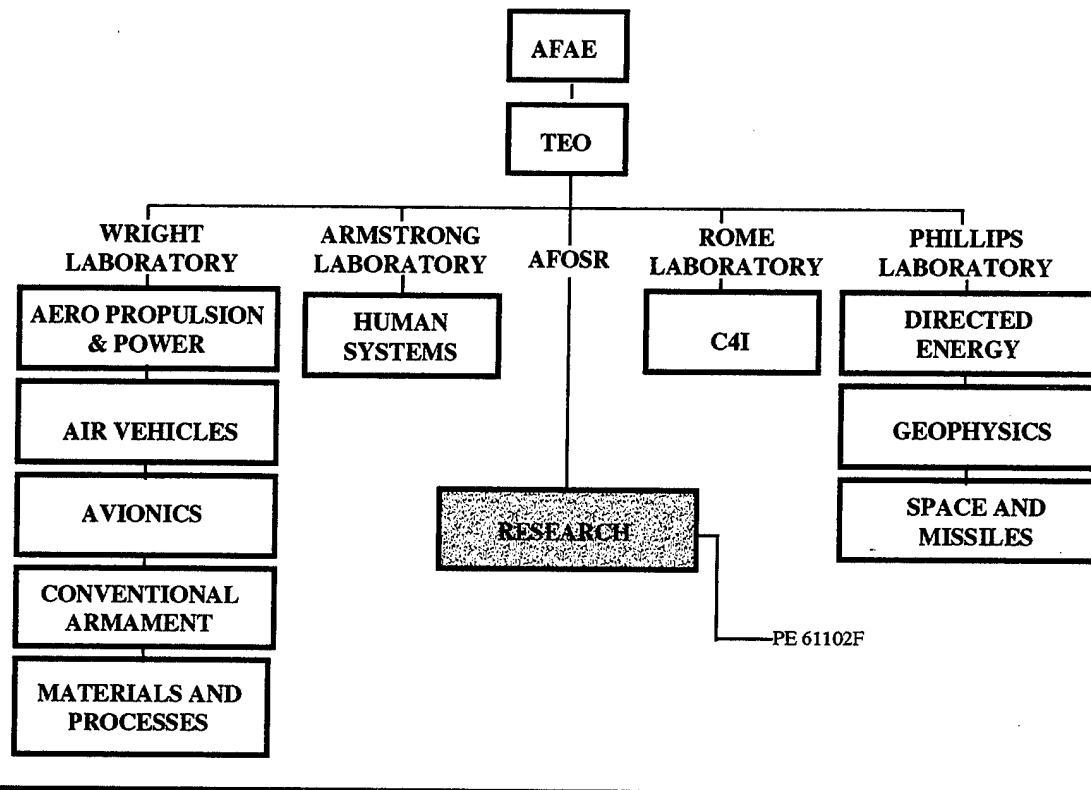 AFAE
TEO
WRIGHT
LABORATORY
AERO PROPULSION
& POWER
AIR VEHICLES
AVIONICS
CONVENTIONAL
ARMAMENT
MATERIALS AND
PROCESSES
ARMSTRONG
LABORATORY
HUMAN
SYSTEMS
AFOSR
RESEARCH
PE 61102F
ROME
LABORATORY
C4I
PHILLIPS
LABORATORY
DIRECTED
ENERGY
GEOPHYSICS
SPACE AND
MISSILES